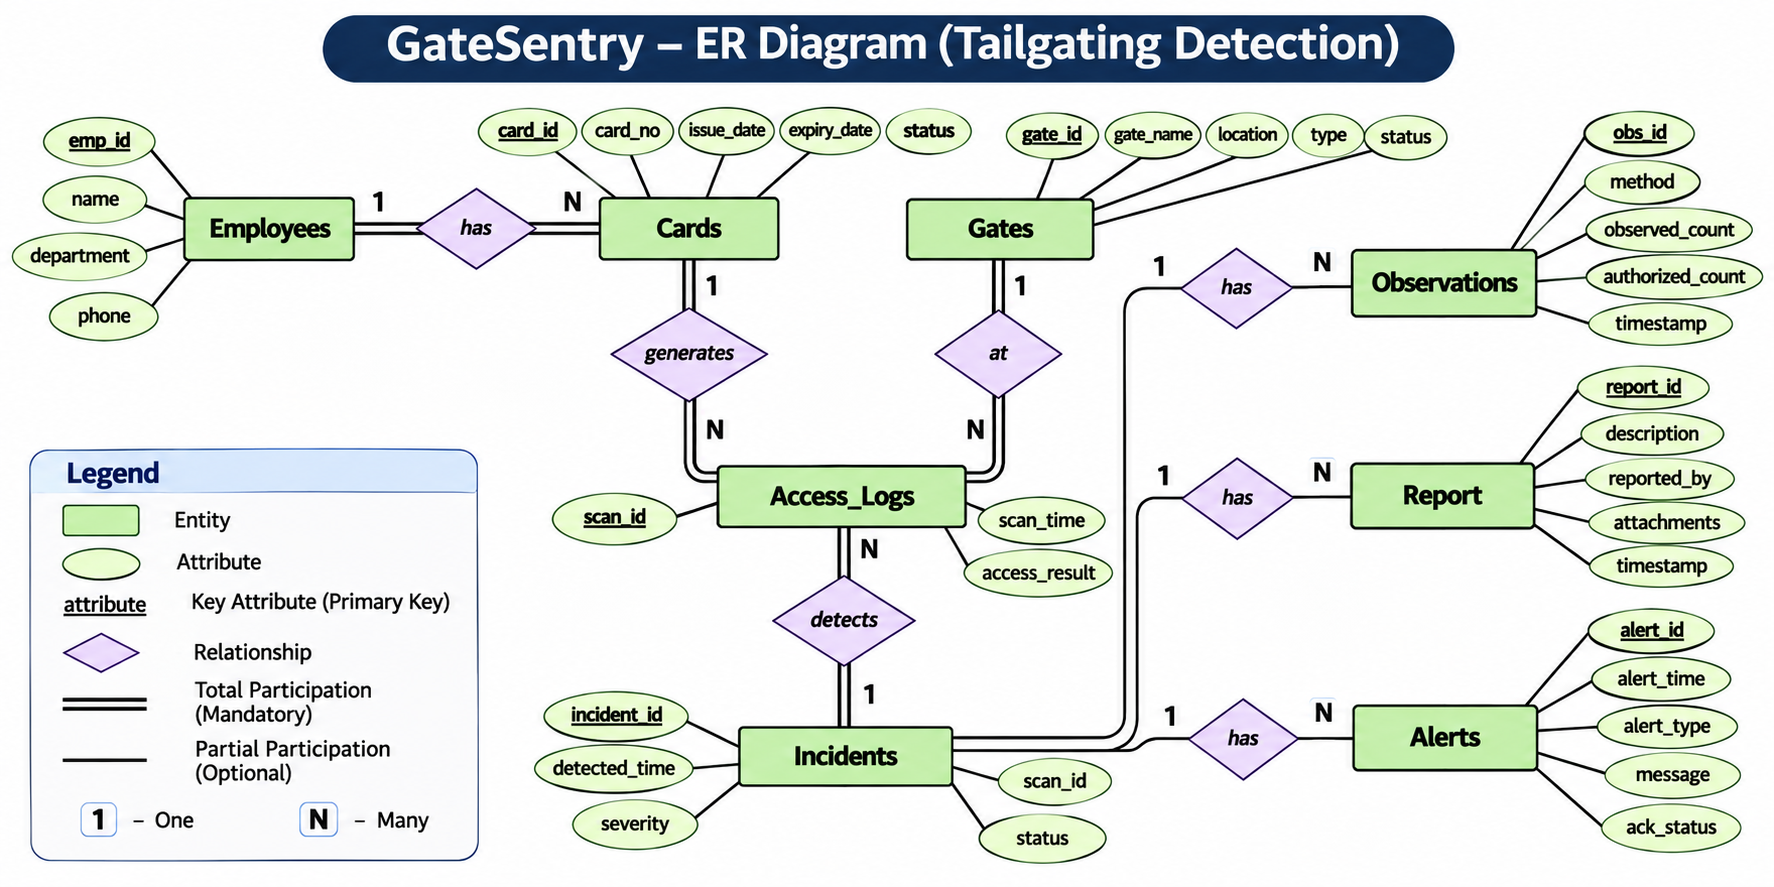 GateSentry – ER Diagram (Tailgating Detection)
emp_id
name
department
phone
Employees
1
has
N
card_id
card_no
issue_date
expiry_date
status
Cards
gate_id
gate_name
location
type
status
Gates
1
generates
N
1
at
N
Access_Logs
scan_id
scan_time
access_result
N
detects
1
Incidents
incident_id
detected_time
severity
scan_id
status
1
has
N
Observations
obs_id
method
observed_count
authorized_count
timestamp
1
has
N
Report
report_id
description
reported_by
attachments
timestamp
1
has
N
Alerts
alert_id
alert_time
alert_type
message
ack_status
Legend
Entity
Attribute
attribute
Key Attribute (Primary Key)
Relationship
Total Participation
(Mandatory)
Partial Participation
(Optional)
1 – One
N – Many